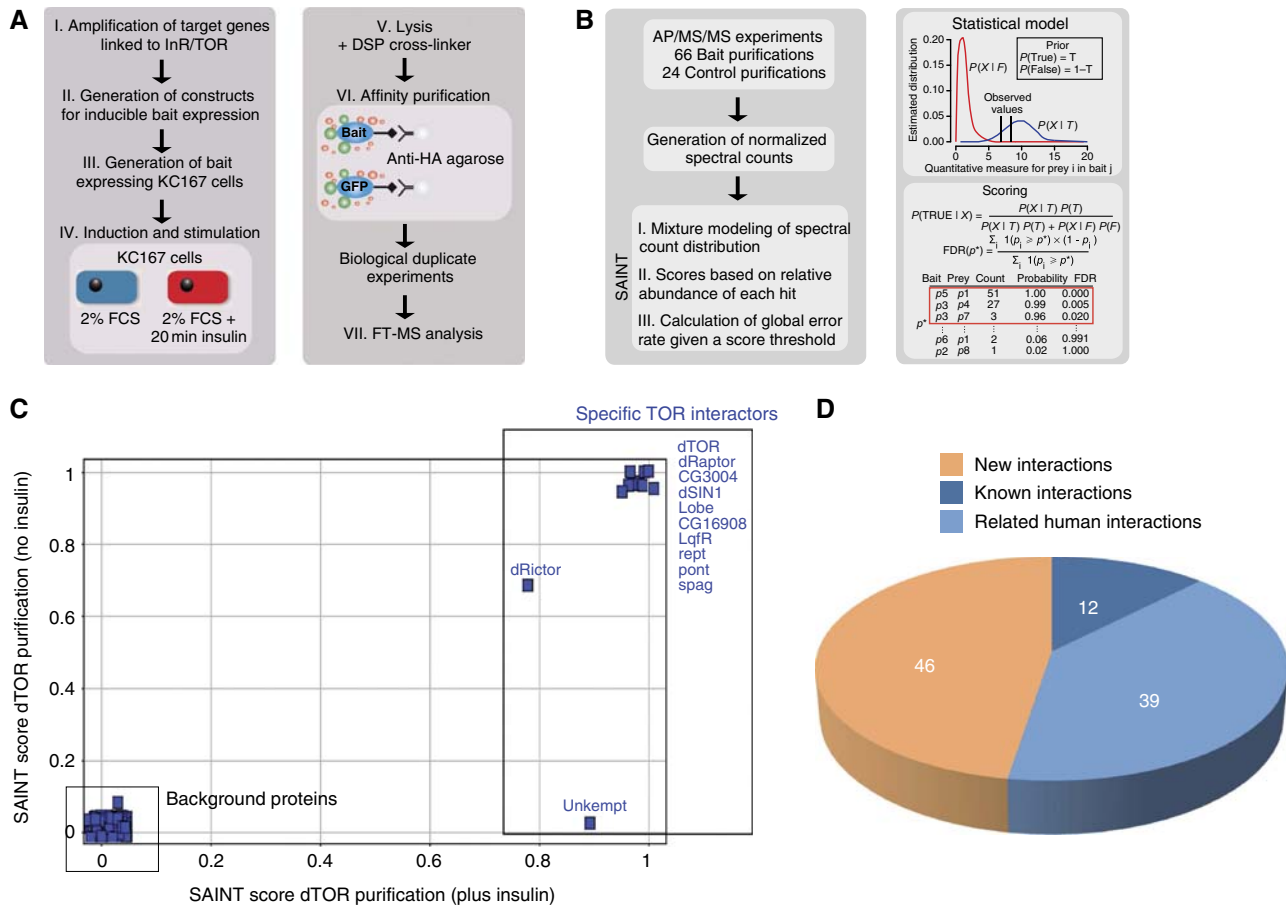 A
I. Amplification of target genes
linked to InR/TOR
II. Generation of constructs
for inducible bait expression
III. Generation of bait
expressing KC167 cells
IV. Induction and stimulation
KC167 cells
2% FCS
2% FCS +
20 min insulin
V. Lysis
+ DSP cross-linker
VI. Affinity purification
Bait
Anti-HA agarose
GFP
Biological duplicate
experiments
VII. FT-MS analysis
B
AP/MS/MS experiments
66 Bait purifications
24 Control purifications
Generation of normalized
spectral counts
SAINT
I. Mixture modeling of spectral
count distribution
II. Scores based on relative
abundance of each hit
III. Calculation of global error
rate given a score threshold
Statistical model
Estimated distribution
0.20
0.15
0.10
0.05
0.00
P(X | F)
Prior
P(True) = T
P(False) = 1–T
Observed
values
P(X | T)
0 5 10 15 20
Quantitative measure for prey i in bait j
Scoring
P(TRUE | X) = P(X | T) P(T) / P(X | T) P(T) + P(X | F) P(F)
FDR(p*) = Σi 1(pi ⩾ p*) × (1 - pi) / Σi 1(pi ⩾ p*)
Bait Prey Count Probability FDR
p5 p1 51 1.00 0.000
p3 p4 27 0.99 0.005
p3 p7 3 0.96 0.020
p*
p6 p1 2 0.06 0.991
p2 p8 1 0.02 1.000
C
Specific TOR interactors
dTOR
dRaptor
CG3004
dSIN1
Lobe
CG16908
LqfR
rept
pont
spag
dRictor
Unkempt
Background proteins
SAINT score dTOR purification (no insulin)
1
0.8
0.6
0.4
0.2
0
0 0.2 0.4 0.6 0.8 1
SAINT score dTOR purification (plus insulin)
D
New interactions
Known interactions
Related human interactions
12
46
39